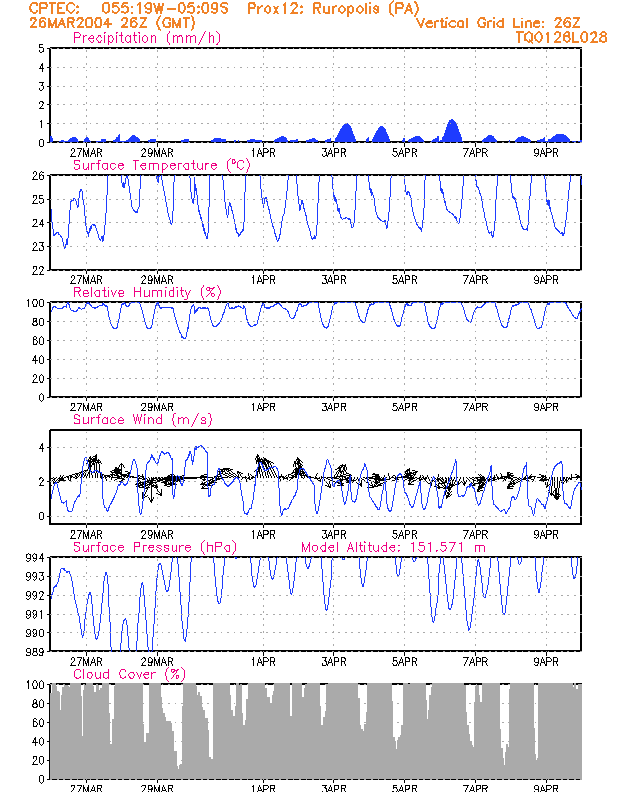 CPTEC:   055:19W-05:09S   Prox12: Ruropolis (PA)
26MAR2004 26Z (GMT)   Vertical Grid Line: 26Z
Precipitation (mm/h)   TQ0126L028
5
4
3
2
1
0
27MAR 29MAR 1APR 3APR 5APR 7APR 9APR
Surface Temperature (ºC)
26
25
24
23
22
27MAR 29MAR 1APR 3APR 5APR 7APR 9APR
Relative Humidity (%)
100
80
60
40
20
0
27MAR 29MAR 1APR 3APR 5APR 7APR 9APR
Surface Wind (m/s)
4
2
0
27MAR 29MAR 1APR 3APR 5APR 7APR 9APR
Surface Pressure (hPa)   Model Altitude: 151.571 m
994
993
992
991
990
989
27MAR 29MAR 1APR 3APR 5APR 7APR 9APR
Cloud Cover (%)
100
80
60
40
20
0
27MAR 29MAR 1APR 3APR 5APR 7APR 9APR